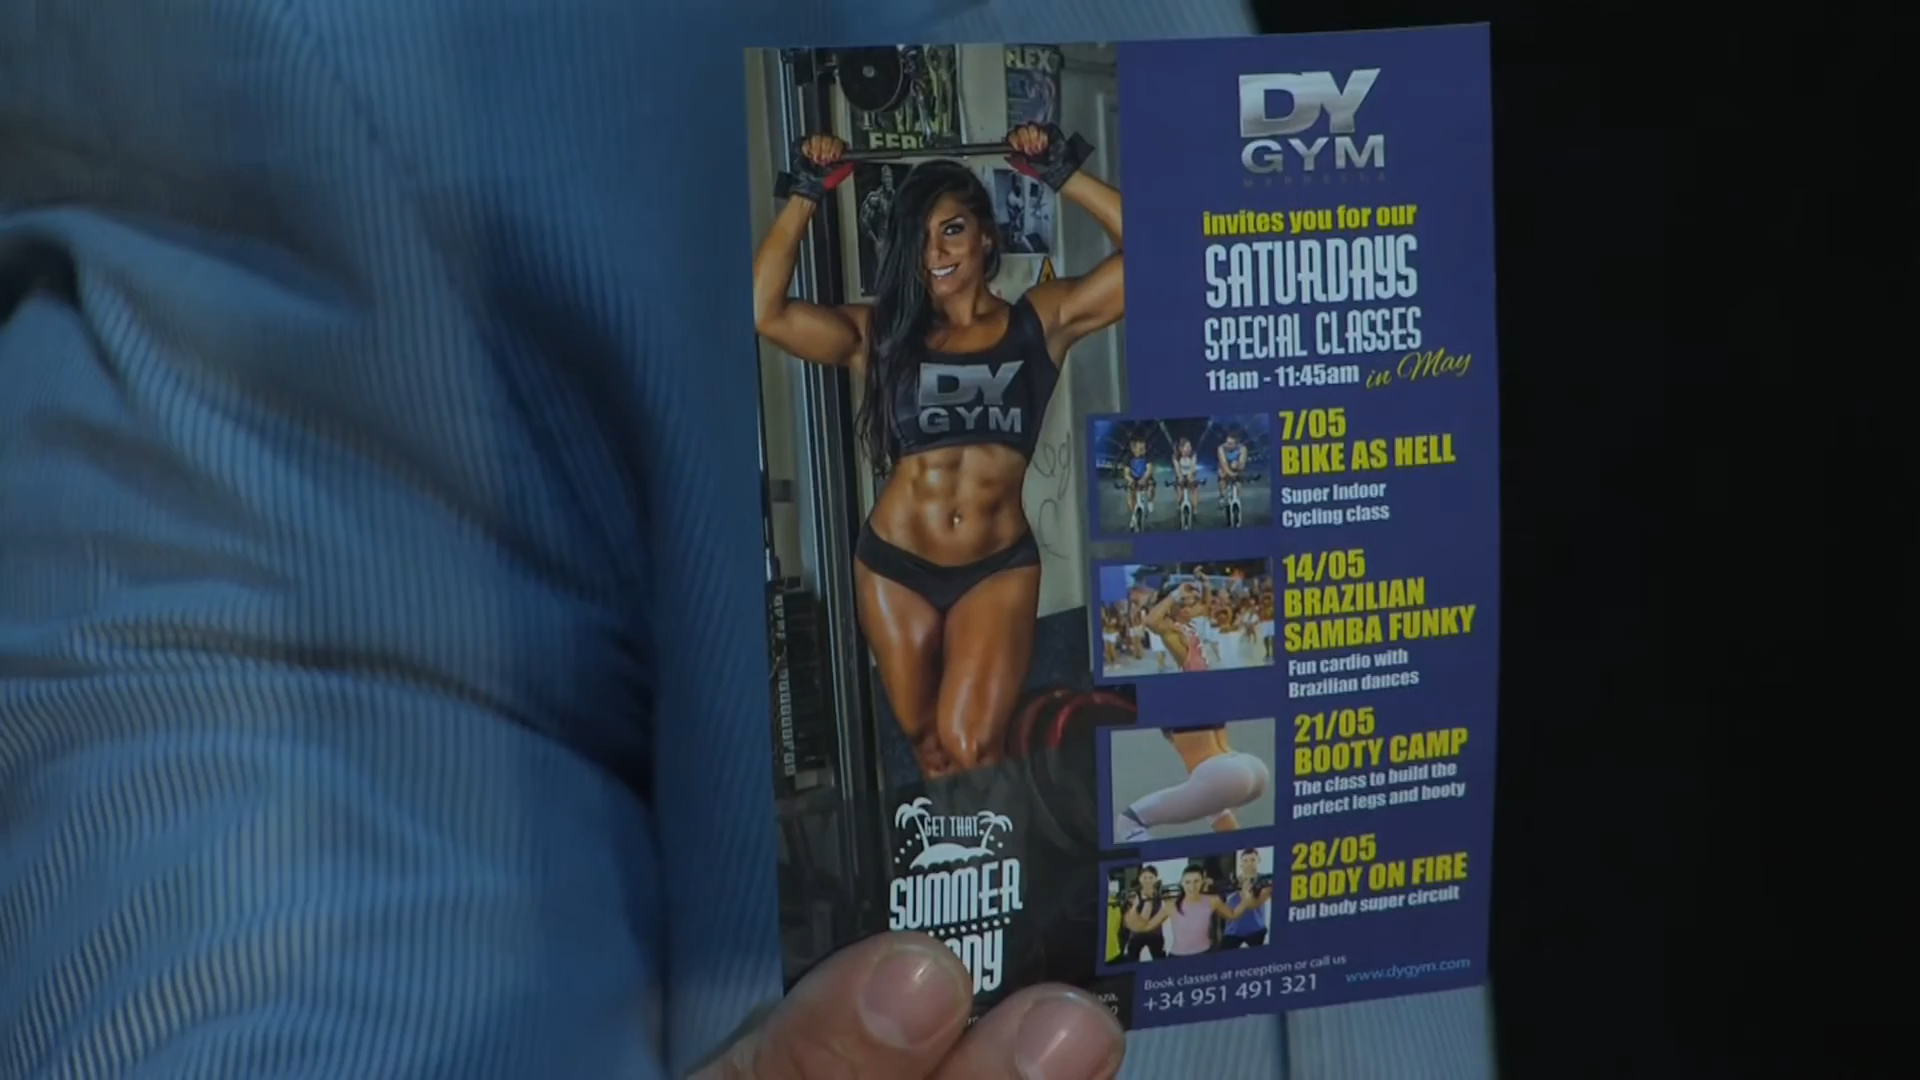 FLEX
DY
GYM
MARBELLA
invites you for our
SATURDAYS
SPECIAL CLASSES
11am - 11:45am in May
DY
GYM
7/05
BIKE AS HELL
Super Indoor
Cycling class
14/05
BRAZILIAN
SAMBA FUNKY
Fun cardio with
Brazilian dances
21/05
BOOTY CAMP
The class to build the
perfect legs and booty
28/05
BODY ON FIRE
Full body super circuit
GET THAT
SUMMER
Book classes at reception or call us
+34 951 491 321
www.dygym.com